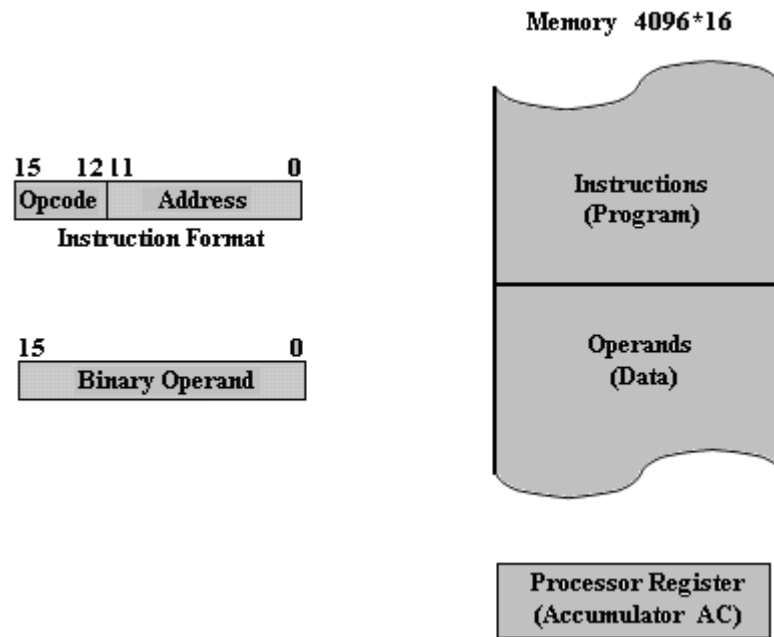 Memory 4096*16
15 12 11 0
Opcode Address
Instruction Format
Instructions
(Program)
15 0
Binary Operand
Operands
(Data)
Processor Register
(Accumulator AC)